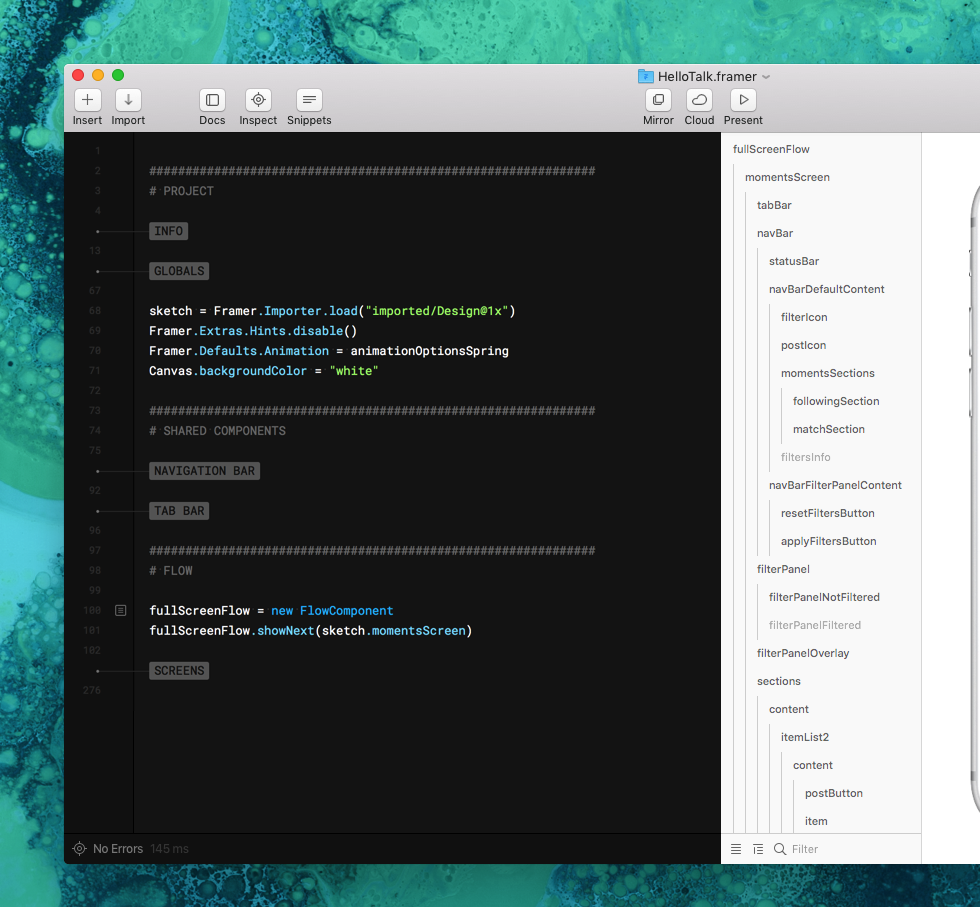 HelloTalk.framer
Insert Import Docs Inspect Snippets Mirror Cloud Present
1
2 ##############################################################
3 # PROJECT
4
INFO
13
GLOBALS
67
68 sketch = Framer.Importer.load("imported/Design@1x")
69 Framer.Extras.Hints.disable()
70 Framer.Defaults.Animation = animationOptionsSpring
71 Canvas.backgroundColor = "white"
72
73 ##############################################################
74 # SHARED COMPONENTS
75
NAVIGATION BAR
92
TAB BAR
96
97 ##############################################################
98 # FLOW
99
100 fullScreenFlow = new FlowComponent
101 fullScreenFlow.showNext(sketch.momentsScreen)
102
SCREENS
276
No Errors 145 ms
fullScreenFlow
momentsScreen
tabBar
navBar
statusBar
navBarDefaultContent
filterIcon
postIcon
momentsSections
followingSection
matchSection
filtersInfo
navBarFilterPanelContent
resetFiltersButton
applyFiltersButton
filterPanel
filterPanelNotFiltered
filterPanelFiltered
filterPanelOverlay
sections
content
itemList2
content
postButton
item
Filter